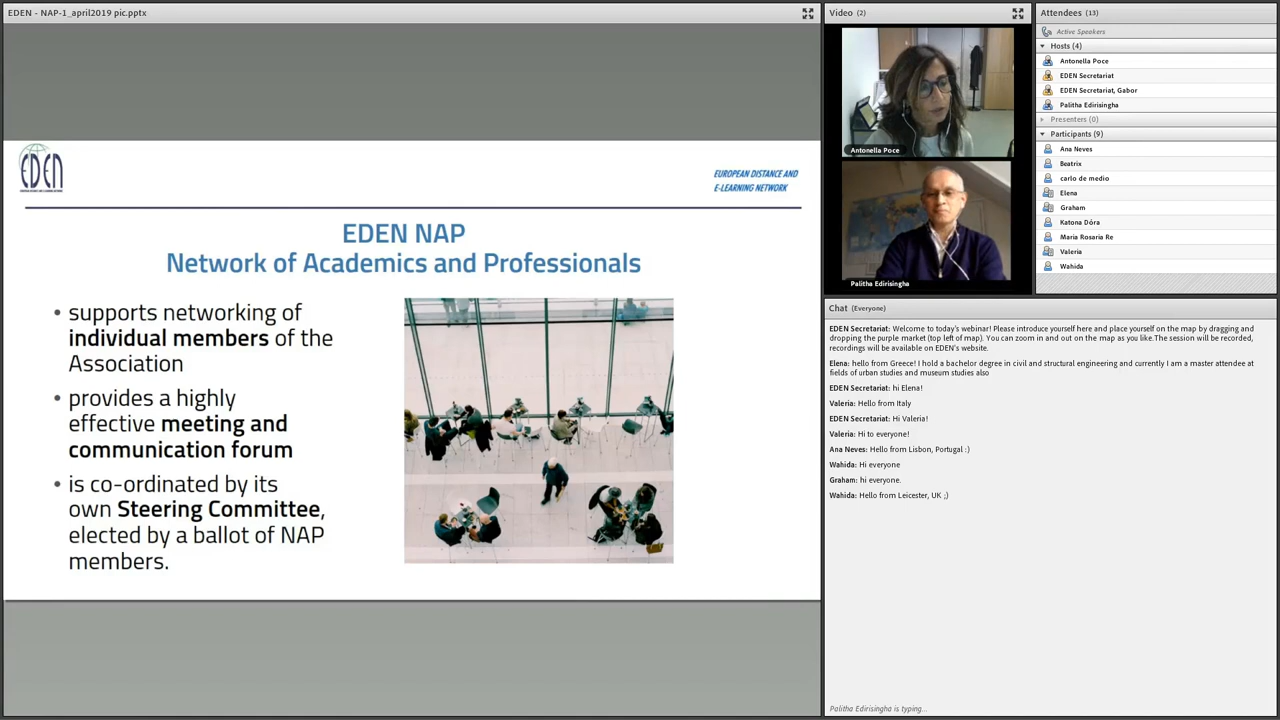 EDEN - NAP-1_april2019 pic.pptx
EDEN
EUROPEAN DISTANCE AND
E-LEARNING NETWORK
EDEN NAP
Network of Academics and Professionals
• supports networking of
individual members of the
Association
• provides a highly
effective meeting and
communication forum
• is co-ordinated by its
own Steering Committee,
elected by a ballot of NAP
members.
Video (2)
Antonella Poce
Palitha Edirisingha
Attendees (13)
Active Speakers
Hosts (4)
Antonella Poce
EDEN Secretariat
EDEN Secretariat, Gabor
Palitha Edirisingha
Presenters (0)
Participants (9)
Ana Neves
Beatrix
carlo de medio
Elena
Graham
Katona Dóra
Maria Rosaria Re
Valeria
Wahida
Chat (Everyone)
EDEN Secretariat: Welcome to today's webinar! Please introduce yourself here and place yourself on the map by dragging and
dropping the purple market (top left of map). You can zoom in and out on the map as you like.The session will be recorded,
recordings will be available on EDEN's website.
Elena: hello from Greece! I hold a bachelor degree in civil and structural engineering and currently I am a master attendee at
fields of urban studies and museum studies also
EDEN Secretariat: hi Elena!
Valeria: Hello from Italy
EDEN Secretariat: Hi Valeria!
Valeria: Hi to everyone!
Ana Neves: Hello from Lisbon, Portugal :)
Wahida: Hi everyone
Graham: hi everyone.
Wahida: Hello from Leicester, UK ;)
Palitha Edirisingha is typing...